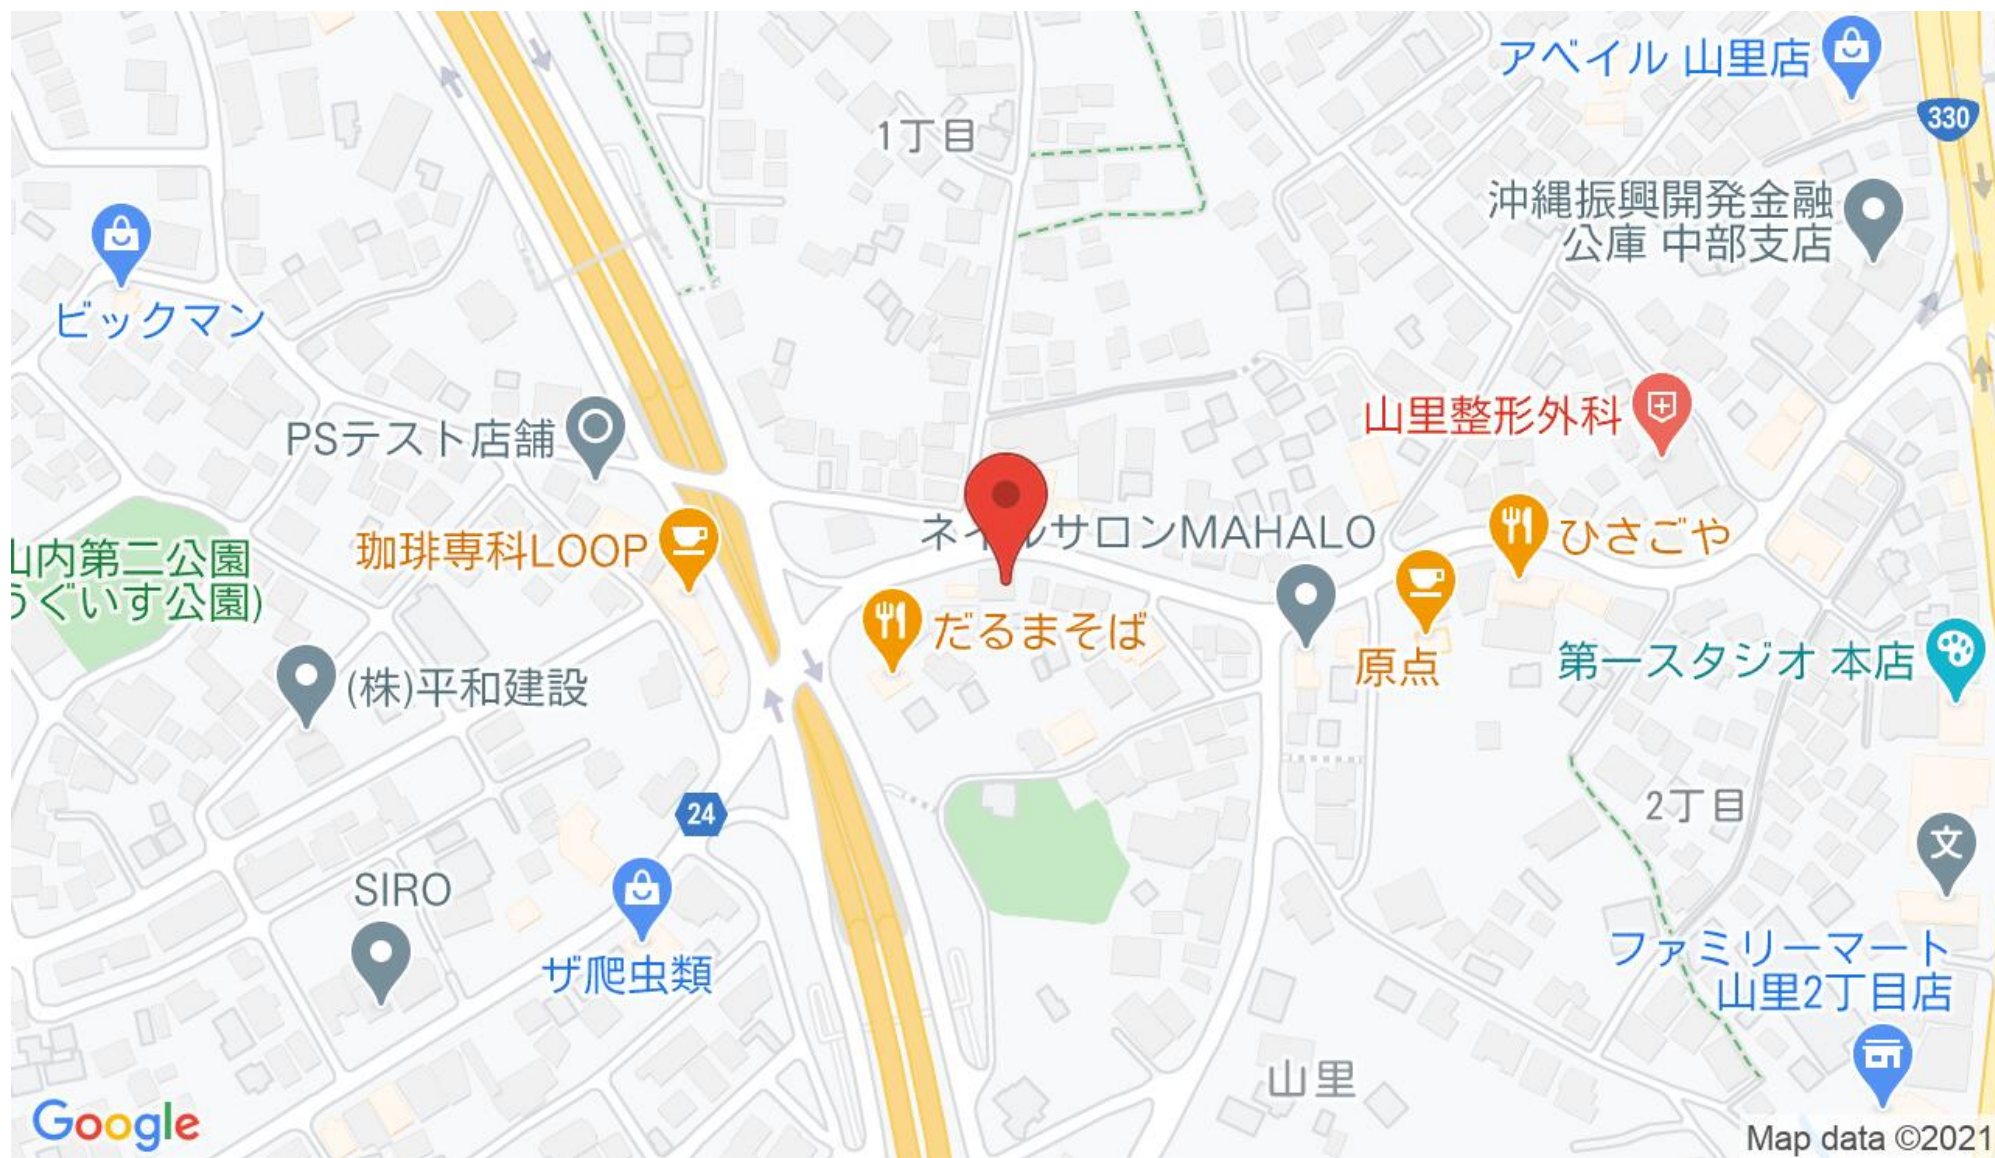 アベイル 山里店
330
1丁目
沖縄振興開発金融
公庫 中部支店
ビックマン
山里整形外科
PSテスト店舗
ネイルサロンMAHALO
ひさごや
珈琲専科LOOP
山内第二公園
うぐいす公園)
だるまそば
原点
第一スタジオ 本店
(株)平和建設
2丁目
24
文
SIRO
ザ爬虫類
ファミリーマート
山里2丁目店
山里
Google
Map data ©2021